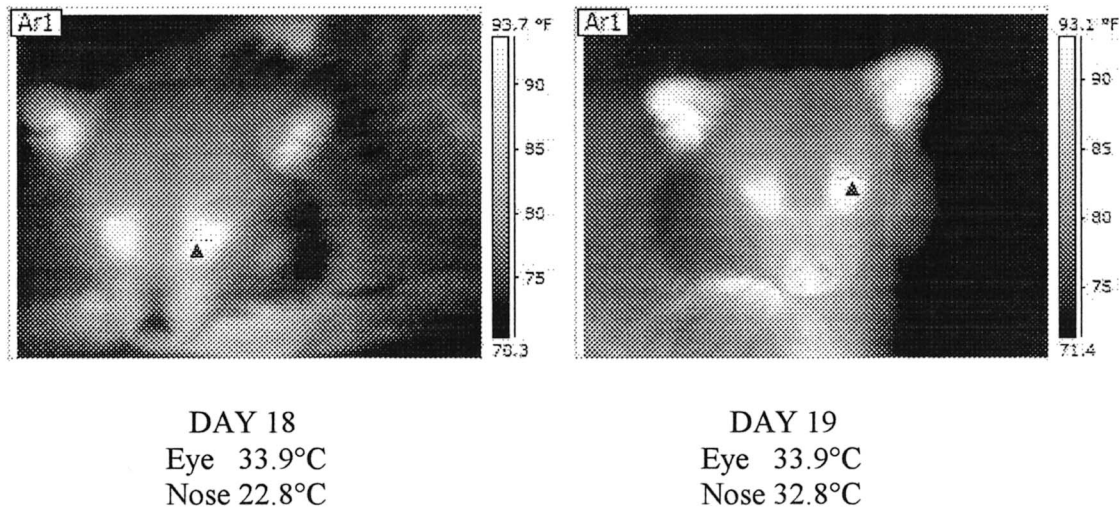 Ar1
93.7 °F
90
85
80
75
70.3
Ar1
93.1 °F
90
85
80
75
71.4
DAY 18
Eye 33.9°C
Nose 22.8°C
DAY 19
Eye 33.9°C
Nose 32.8°C